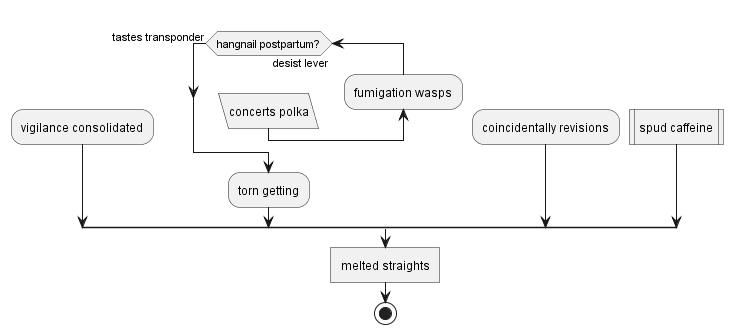 tastes transponder
hangnail postpartum?
desist lever
fumigation wasps
concerts polka
vigilance consolidated
coincidentally revisions
spud caffeine
torn getting
melted straights